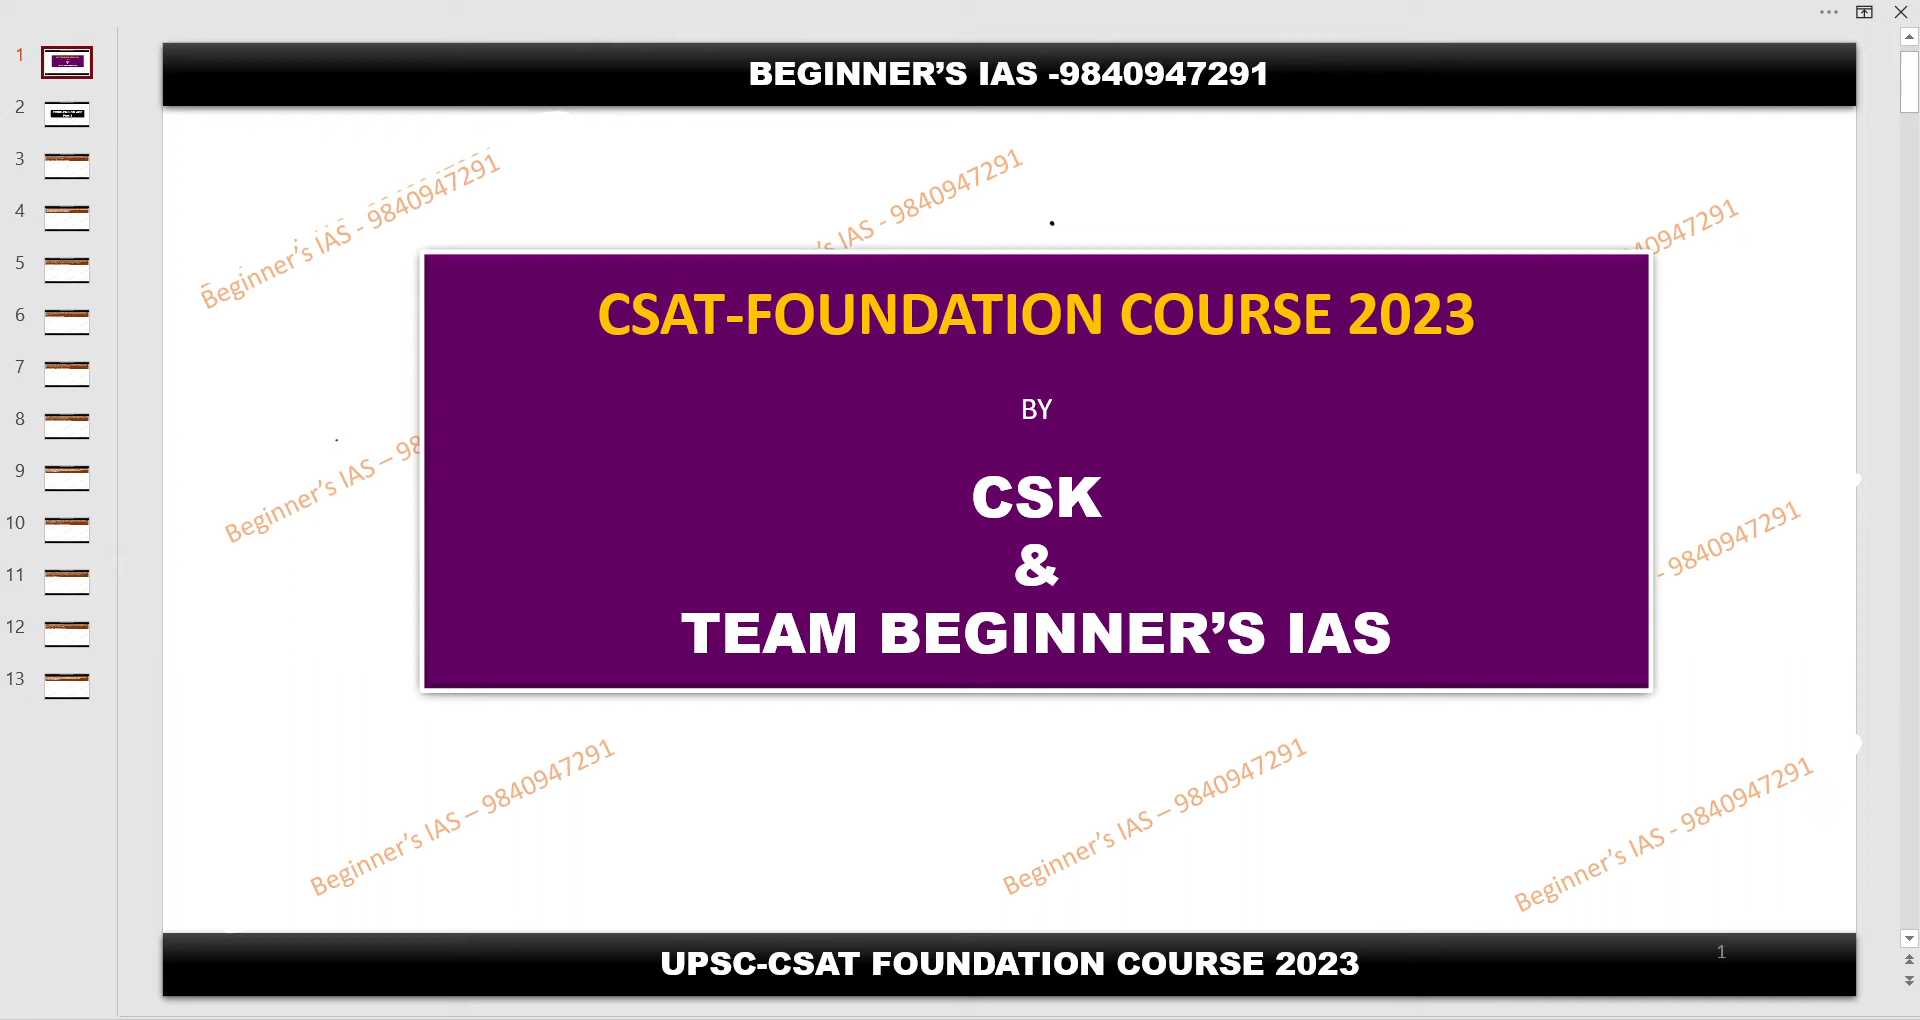 BEGINNER’S IAS -9840947291
1
2
3
4
5
6
7
8
9
10
11
12
13
Beginner’s IAS - 9840947291
’s IAS - 9840947291
0947291
CSAT-FOUNDATION COURSE 2023
BY
CSK
&
TEAM BEGINNER’S IAS
Beginner’s IAS – 98
- 9840947291
Beginner’s IAS – 9840947291
Beginner’s IAS – 9840947291
Beginner’s IAS - 9840947291
UPSC-CSAT FOUNDATION COURSE 2023
1